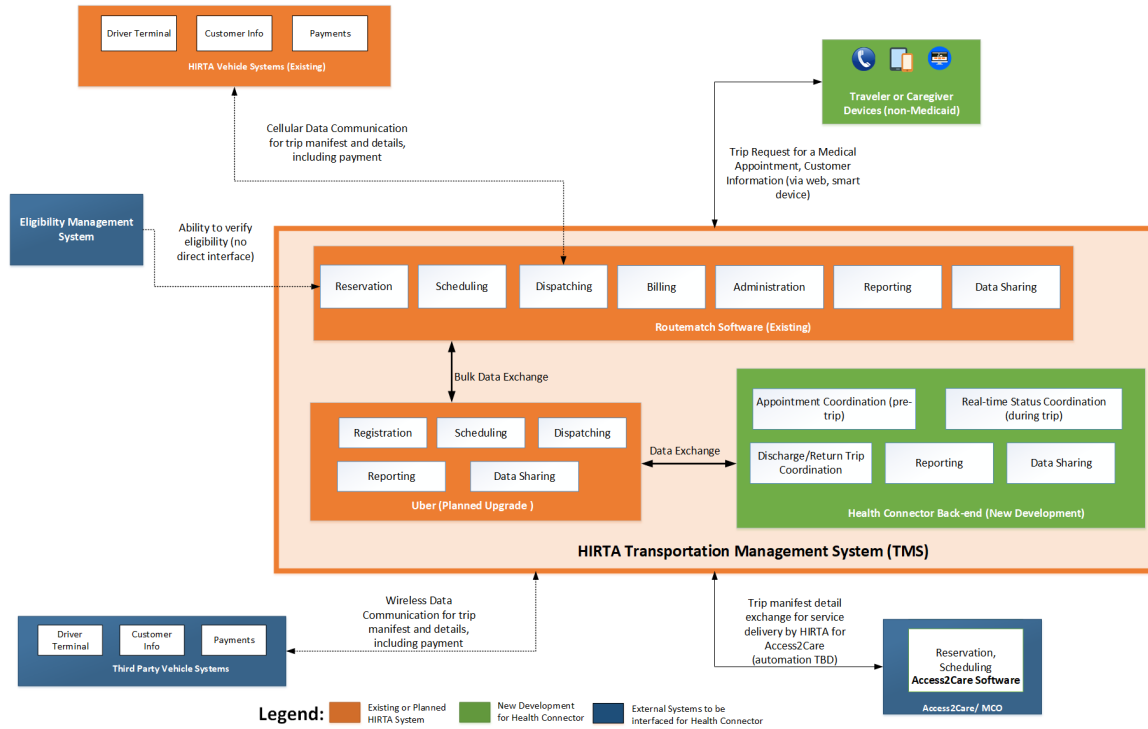 Driver Terminal
Customer Info
Payments
HIRTA Vehicle Systems (Existing)
Traveler or Caregiver
Devices (non-Medicaid)
Cellular Data Communication
for trip manifest and details,
including payment
Trip Request for a Medical
Appointment, Customer
Information (via web, smart
device)
Eligibility Management
System
Ability to verify
eligibility (no
direct interface)
Reservation
Scheduling
Dispatching
Billing
Administration
Reporting
Data Sharing
Routematch Software (Existing)
Bulk Data Exchange
Registration
Scheduling
Dispatching
Reporting
Data Sharing
Uber (Planned Upgrade )
Data Exchange
Appointment Coordination (pre-
trip)
Real-time Status Coordination
(during trip)
Discharge/Return Trip
Coordination
Reporting
Data Sharing
Health Connector Back-end (New Development)
HIRTA Transportation Management System (TMS)
Wireless Data
Communication for trip
manifest and details,
including payment
Trip manifest detail
exchange for service
delivery by HIRTA for
Access2Care
(automation TBD)
Driver
Terminal
Customer
Info
Payments
Third Party Vehicle Systems
Reservation,
Scheduling
Access2Care Software
Access2Care/ MCO
Legend:
Existing or Planned
HIRTA System
New Development
for Health Connector
External Systems to be
interfaced for Health Connector